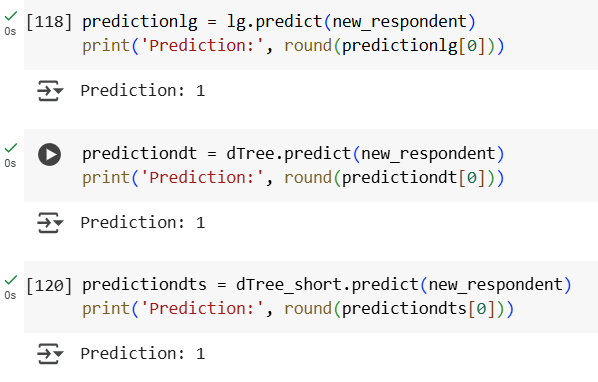 [118] predictionlg = lg.predict(new_respondent)
0s
print('Prediction:', round(predictionlg[0]))
Prediction: 1
predictiondt = dTree.predict(new_respondent)
0s
print('Prediction:', round(predictiondt[0]))
Prediction: 1
[120] predictiondts = dTree_short.predict(new_respondent)
0s
print('Prediction:', round(predictiondts[0]))
Prediction: 1